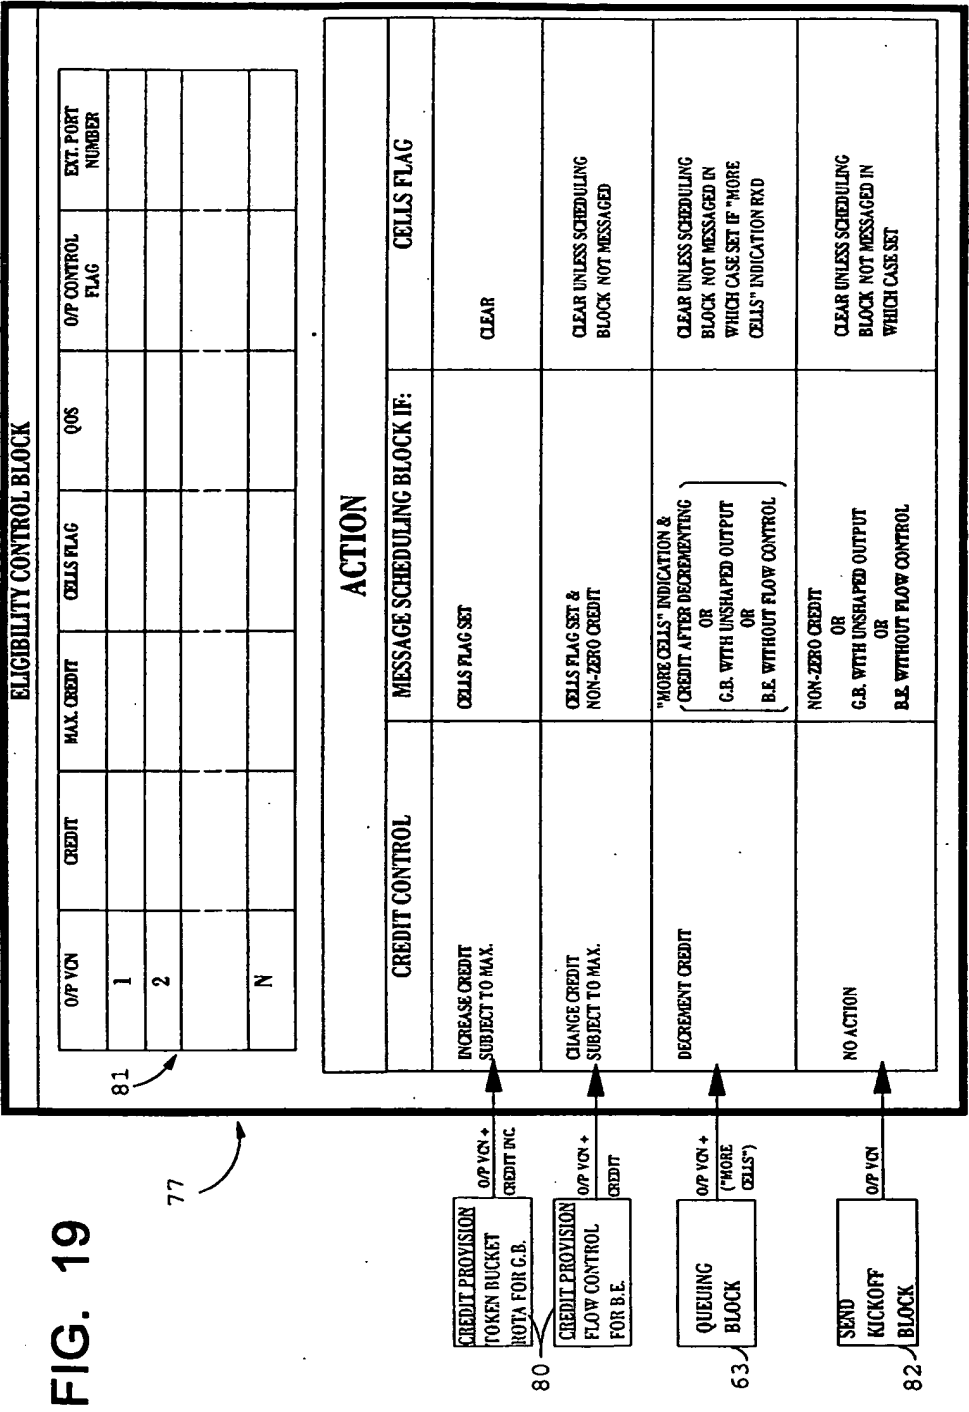 FIG. 19
77
ELIGIBILITY CONTROL BLOCK
81
O/P VCN
CREDIT
MAX. CREDIT
CELLS FLAG
QOS
O/P CONTROL
FLAG
EXT. PORT
NUMBER
1
2
N
ACTION
CREDIT CONTROL
MESSAGE SCHEDULING BLOCK IF:
CELLS FLAG
CREDIT PROVISION
TOKEN BUCKET
ROTA FOR G.B.
O/P VCN +
CREDIT INC.
INCREASE CREDIT
SUBJECT TO MAX.
CELLS FLAG SET
CLEAR
80
CREDIT PROVISION
FLOW CONTROL
FOR B.E.
O/P VCN +
CREDIT
CHANGE CREDIT
SUBJECT TO MAX.
CELLS FLAG SET &
NON-ZERO CREDIT
CLEAR UNLESS SCHEDULING
BLOCK NOT MESSAGED
63
QUEUING
BLOCK
O/P VCN +
("MORE
CELLS")
DECREMENT CREDIT
"MORE CELLS" INDICATION &
(CREDIT AFTER DECREMENTING
OR
G.B. WITH UNSHAPED OUTPUT
OR
B.E. WITHOUT FLOW CONTROL)
CLEAR UNLESS SCHEDULING
BLOCK NOT MESSAGED IN
WHICH CASE SET IF "MORE
CELLS" INDICATION RXD
82
SEND
KICKOFF
BLOCK
O/P VCN
NO ACTION
NON-ZERO CREDIT
OR
G.B. WITH UNSHAPED OUTPUT
OR
B.E. WITHOUT FLOW CONTROL
CLEAR UNLESS SCHEDULING
BLOCK NOT MESSAGED IN
WHICH CASE SET